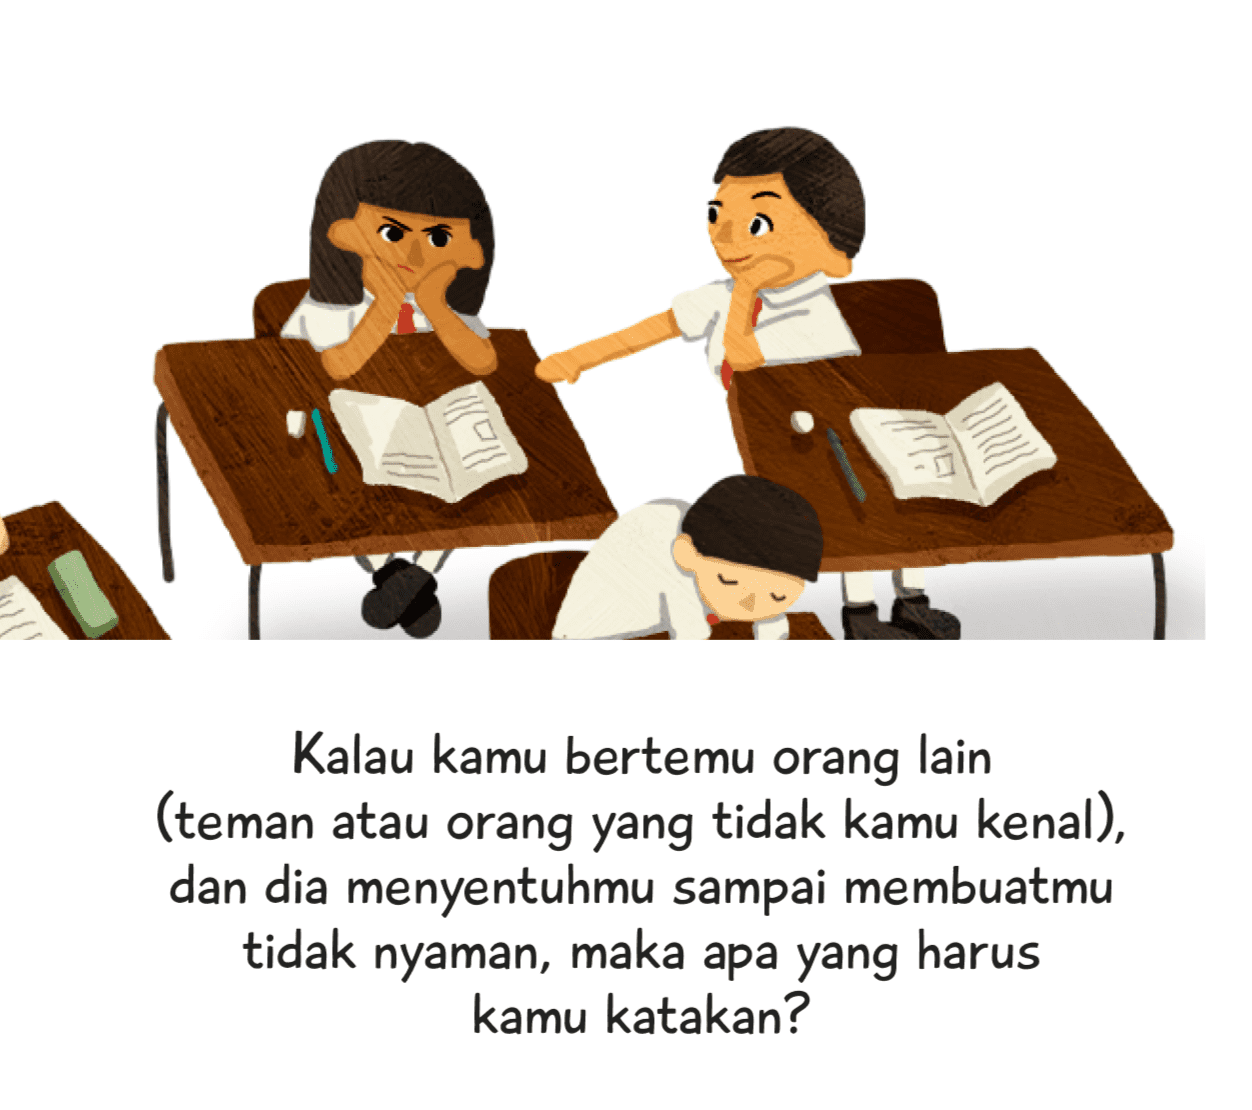 Kalau kamu bertemu orang lain
(teman atau orang yang tidak kamu kenal),
dan dia menyentuhmu sampai membuatmu
tidak nyaman, maka apa yang harus
kamu katakan?